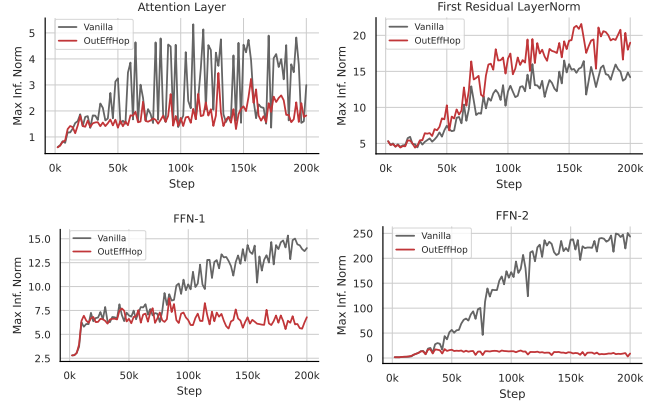 Attention Layer
Vanilla
OutEffHop
Max Inf. Norm
5
4
3
2
1
0k
50k
100k
150k
200k
Step
First Residual LayerNorm
Vanilla
OutEffHop
Max Inf. Norm
20
15
10
5
0k
50k
100k
150k
200k
Step
FFN-1
Vanilla
OutEffHop
Max Inf. Norm
15.0
12.5
10.0
7.5
5.0
2.5
0k
50k
100k
150k
200k
Step
FFN-2
Vanilla
OutEffHop
Max Inf. Norm
250
200
150
100
50
0
0k
50k
100k
150k
200k
Step